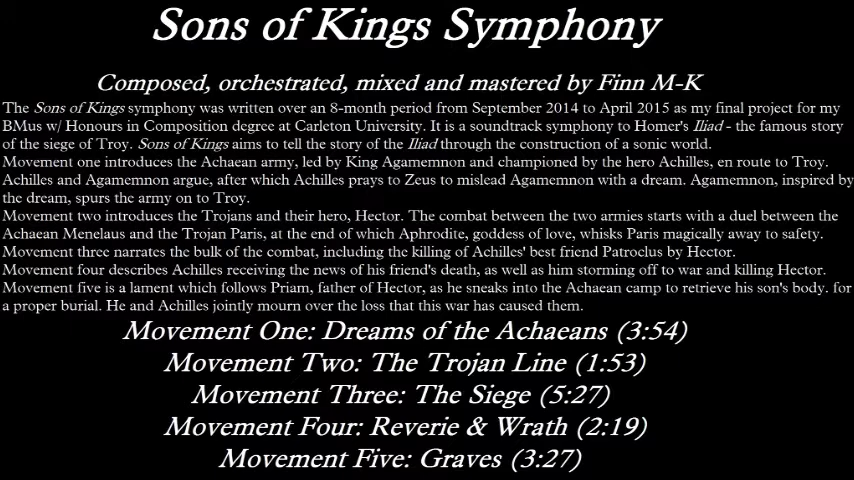 Sons of Kings Symphony
Composed, orchestrated, mixed and mastered by Finn M-K
The Sons of Kings symphony was written over an 8-month period from September 2014 to April 2015 as my final project for my
BMus w/ Honours in Composition degree at Carleton University. It is a soundtrack symphony to Homer's Iliad - the famous story
of the siege of Troy. Sons of Kings aims to tell the story of the Iliad through the construction of a sonic world.
Movement one introduces the Achaean army, led by King Agamemnon and championed by the hero Achilles, en route to Troy.
Achilles and Agamemnon argue, after which Achilles prays to Zeus to mislead Agamemnon with a dream. Agamemnon, inspired by
the dream, spurs the army on to Troy.
Movement two introduces the Trojans and their hero, Hector. The combat between the two armies starts with a duel between the
Achaean Menelaus and the Trojan Paris, at the end of which Aphrodite, goddess of love, whisks Paris magically away to safety.
Movement three narrates the bulk of the combat, including the killing of Achilles' best friend Patroclus by Hector.
Movement four describes Achilles receiving the news of his friend's death, as well as him storming off to war and killing Hector.
Movement five is a lament which follows Priam, father of Hector, as he sneaks into the Achaean camp to retrieve his son's body. for
a proper burial. He and Achilles jointly mourn over the loss that this war has caused them.
Movement One: Dreams of the Achaeans (3:54)
Movement Two: The Trojan Line (1:53)
Movement Three: The Siege (5:27)
Movement Four: Reverie & Wrath (2:19)
Movement Five: Graves (3:27)